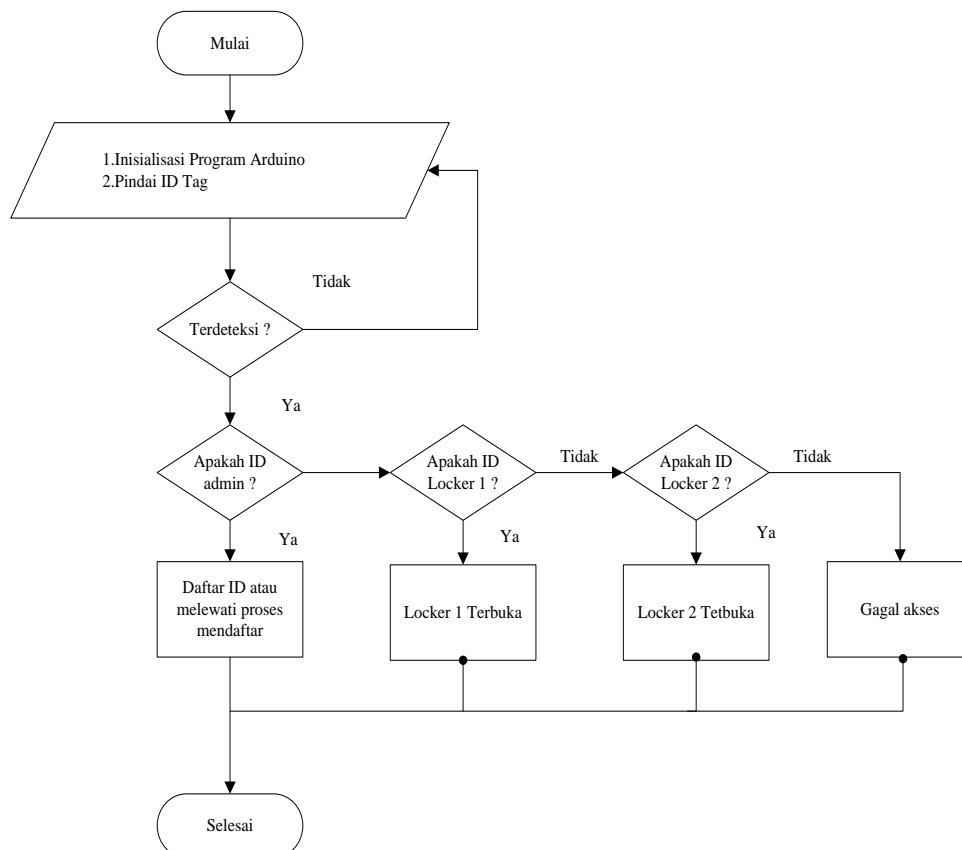 Mulai
1.Inisialisasi Program Arduino
2.Pindai ID Tag
Tidak
Terdeteksi ?
Ya
Apakah ID
admin ?
Apakah ID
Locker 1 ?
Tidak
Apakah ID
Locker 2 ?
Tidak
Ya
Ya
Ya
Daftar ID atau
melewati proses
mendaftar
Locker 1 Terbuka
Locker 2 Tetbuka
Gagal akses
Selesai